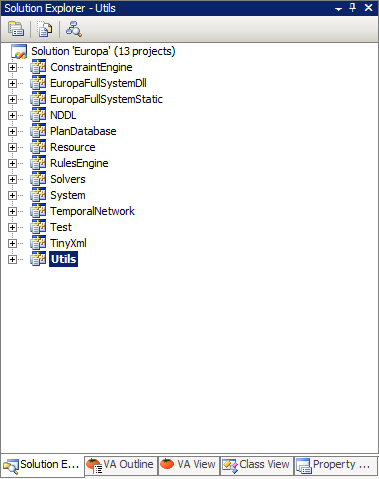 Solution Explorer - Utils
Solution 'Europa' (13 projects)
ConstraintEngine
EuropaFullSystemDll
EuropaFullSystemStatic
NDDL
PlanDatabase
Resource
RulesEngine
Solvers
System
TemporalNetwork
Test
TinyXml
Utils
Solution E... VA Outline VA View Class View Property ...